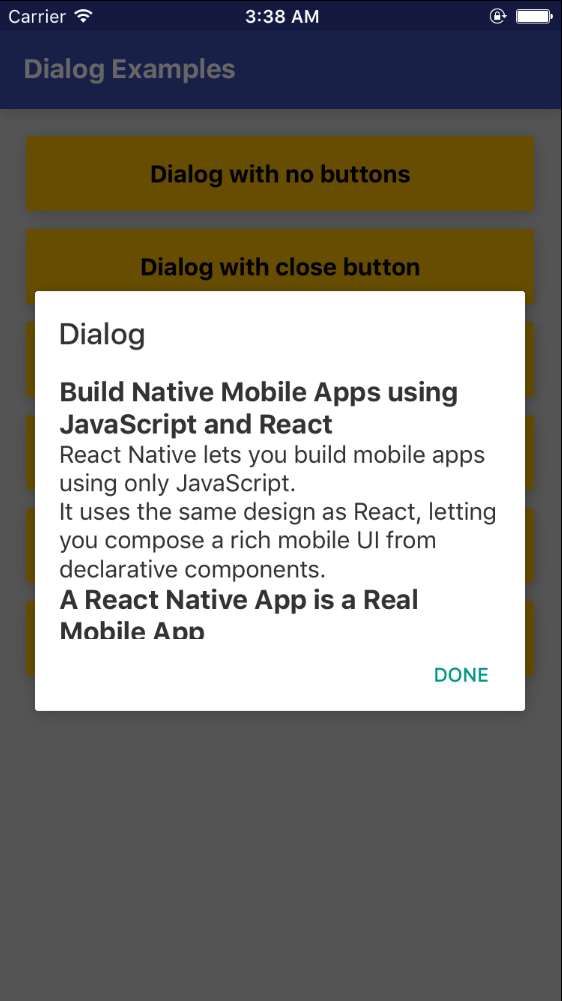 Carrier 3:38 AM
Dialog Examples
Dialog with no buttons
Dialog with close button
Dialog
Build Native Mobile Apps using
JavaScript and React
React Native lets you build mobile apps
using only JavaScript.
It uses the same design as React, letting
you compose a rich mobile UI from
declarative components.
A React Native App is a Real
Mobile App
DONE